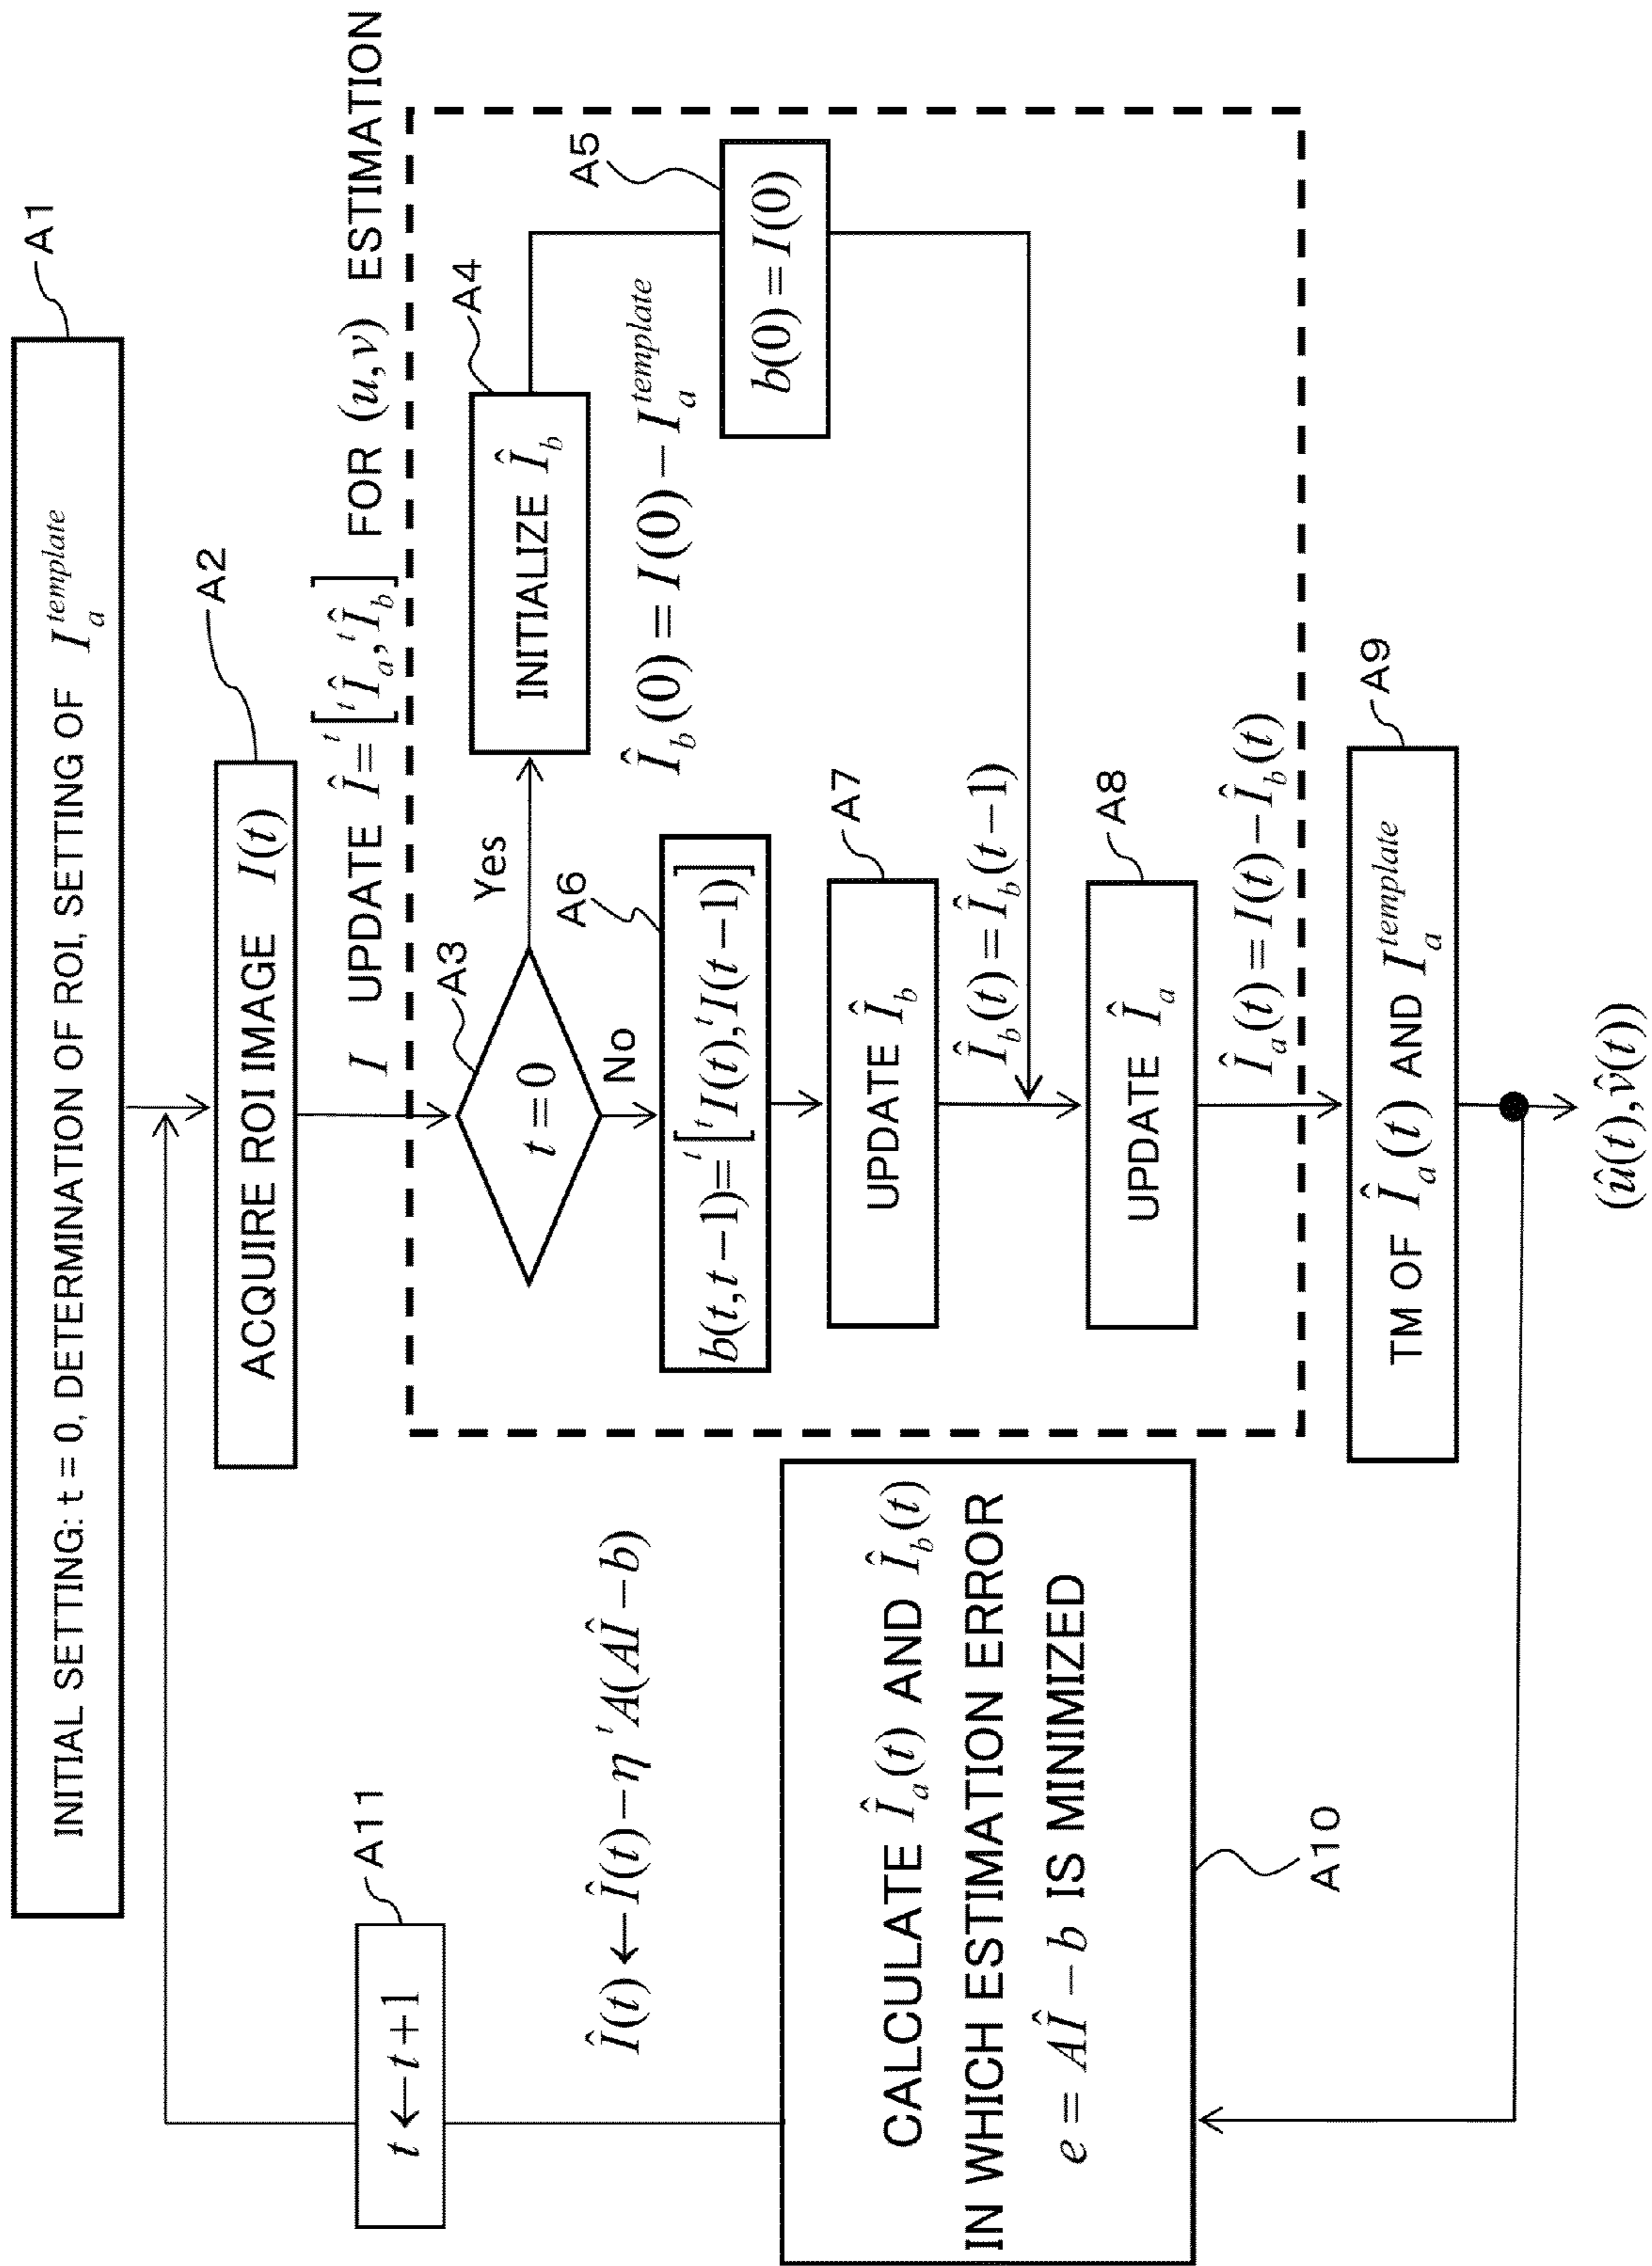 INITIAL SETTING: t = 0, DETERMINATION OF ROI, SETTING OF I_a^{template}
A1
ACQUIRE ROI IMAGE I(t)
A2
I UPDATE Î = ^t[^tÎ_a, ^tÎ_b] FOR (u,v) ESTIMATION
A3
t = 0
Yes
No
A4
INITIALIZE Î_b
Î_b(0) = I(0) − I_a^{template}
A5
b(0) = I(0)
A6
b(t,t−1) = ^t[^tI(t), ^tI(t−1)]
A7
UPDATE Î_b
Î_b(t) = Î_b(t−1)
A8
UPDATE Î_a
Î_a(t) = I(t) − Î_b(t)
A9
TM OF Î_a(t) AND I_a^{template}
(û(t), v̂(t))
CALCULATE Î_a(t) AND Î_b(t)
IN WHICH ESTIMATION ERROR
e = AÎ − b IS MINIMIZED
A10
Î(t) ← Î(t) − η ^tA(AÎ − b)
A11
t ← t+1